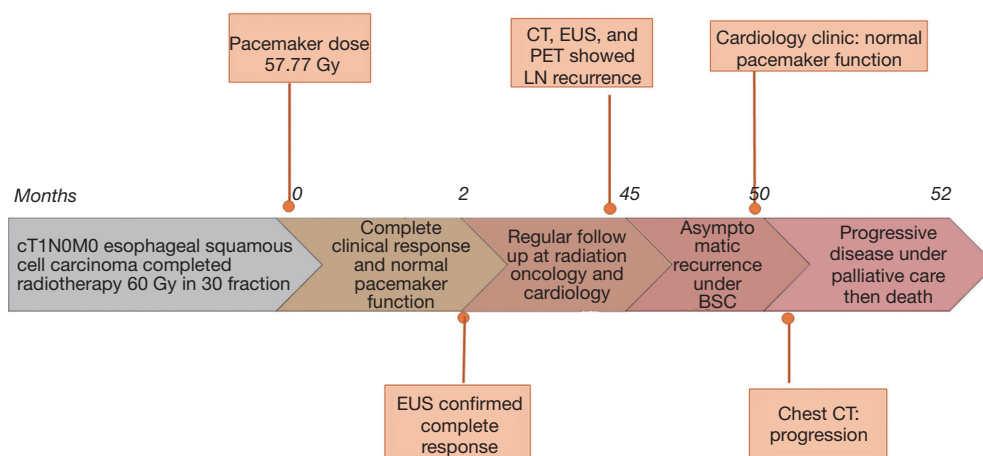 Pacemaker dose
57.77 Gy
CT, EUS, and
PET showed
LN recurrence
Cardiology clinic: normal
pacemaker function
Months
0
2
45
50
52
cT1N0M0 esophageal squamous
cell carcinoma completed
radiotherapy 60 Gy in 30 fraction
Complete
clinical response
and normal
pacemaker
function
Regular follow
up at radiation
oncology and
cardiology
Asympto
matic
recurrence
under
BSC
Progressive
disease under
palliative care
then death
EUS confirmed
complete
response
Chest CT:
progression